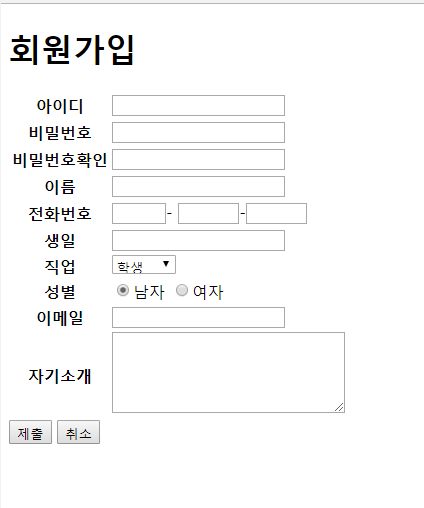 회원가입
아이디
비밀번호
비밀번호확인
이름
전화번호 - -
생일
직업 학생
성별 남자 여자
이메일
자기소개
제출 취소